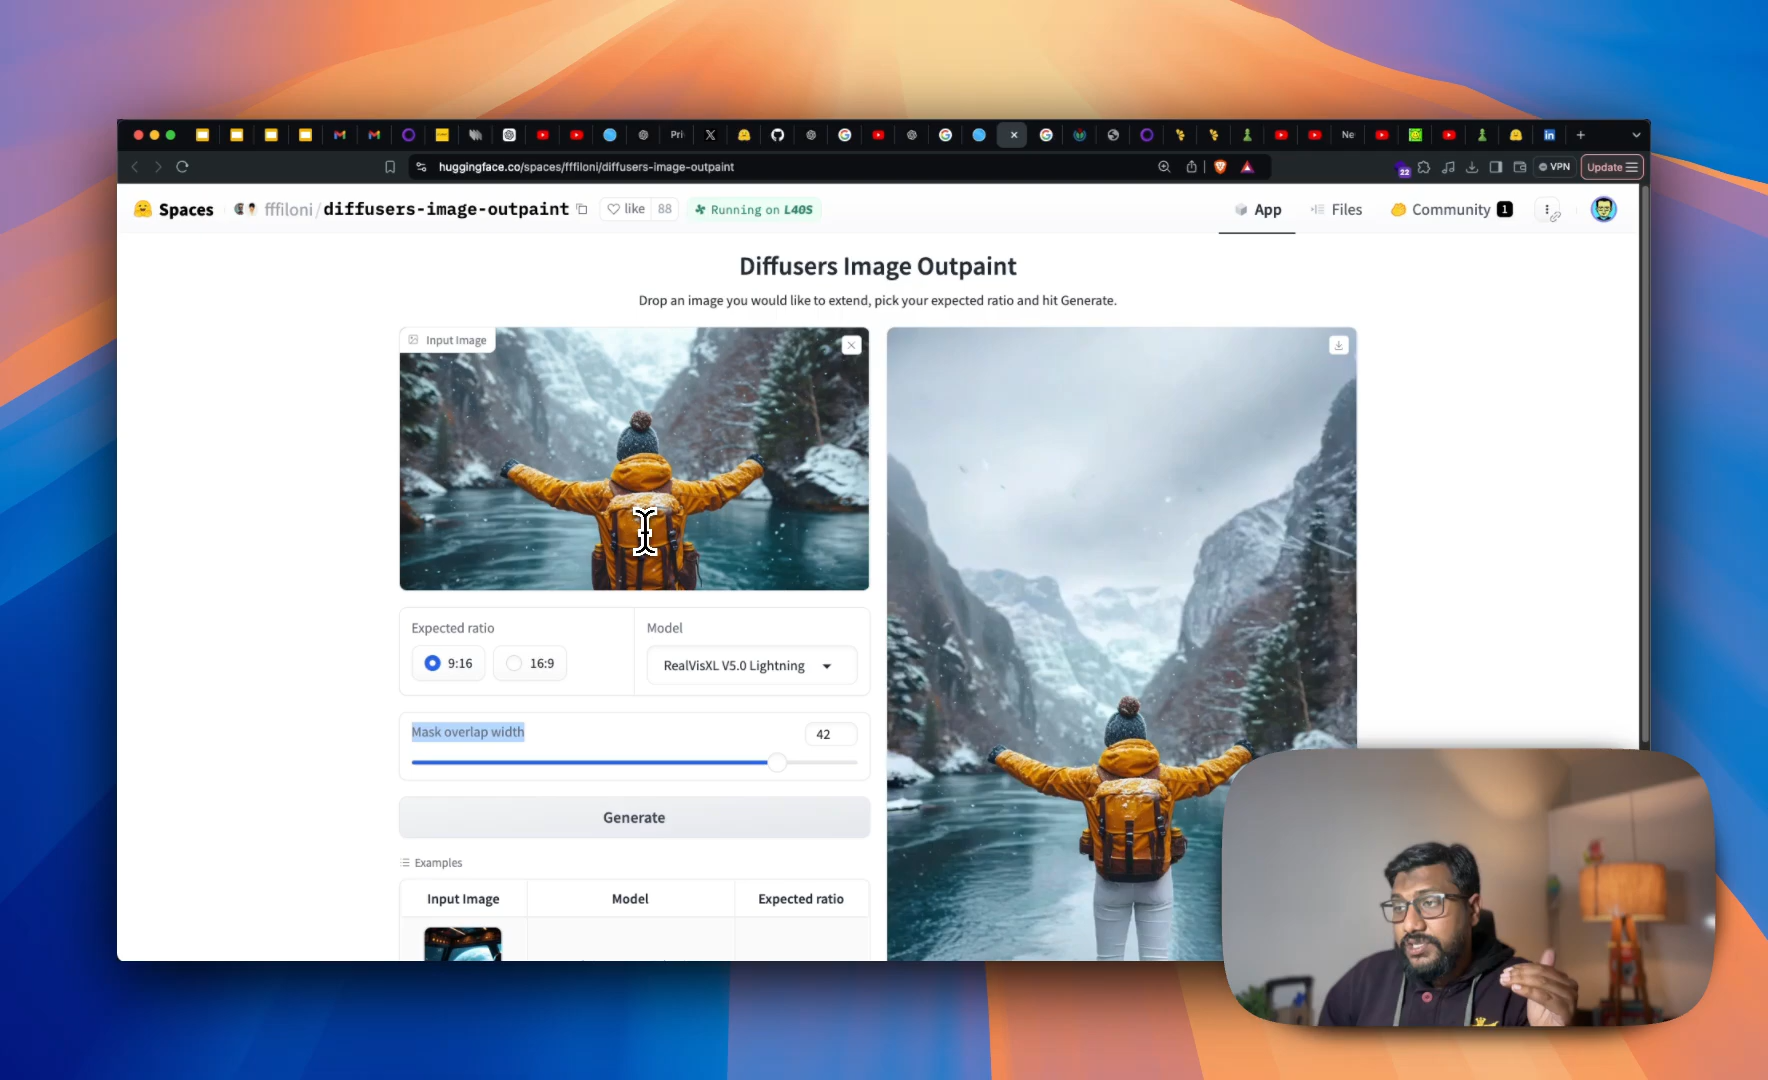 Pri
Ne
huggingface.co/spaces/fffiloni/diffusers-image-outpaint
22
VPN
Update
Spaces
fffiloni/diffusers-image-outpaint
like 88
Running on L40S
App
Files
Community 1
Diffusers Image Outpaint
Drop an image you would like to extend, pick your expected ratio and hit Generate.
Input Image
Expected ratio
9:16
16:9
Model
RealVisXL V5.0 Lightning
Mask overlap width
42
Generate
Examples
Input Image
Model
Expected ratio